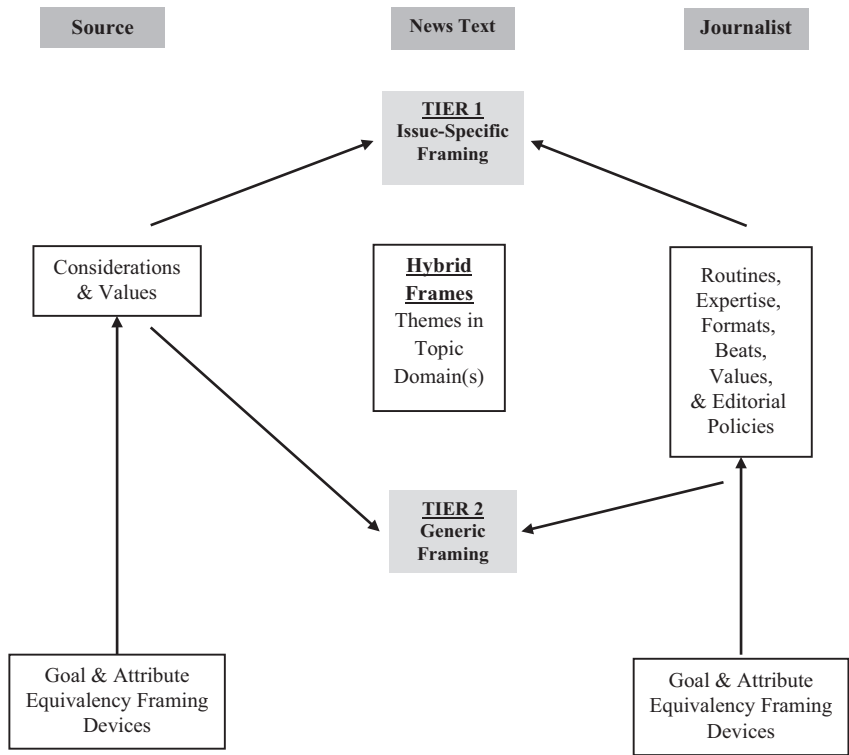 Source
News Text
Journalist
TIER 1
Issue-Specific
Framing
Considerations
& Values
Hybrid
Frames
Themes in
Topic
Domain(s)
Routines,
Expertise,
Formats,
Beats,
Values,
& Editorial
Policies
TIER 2
Generic
Framing
Goal & Attribute
Equivalency Framing
Devices
Goal & Attribute
Equivalency Framing
Devices